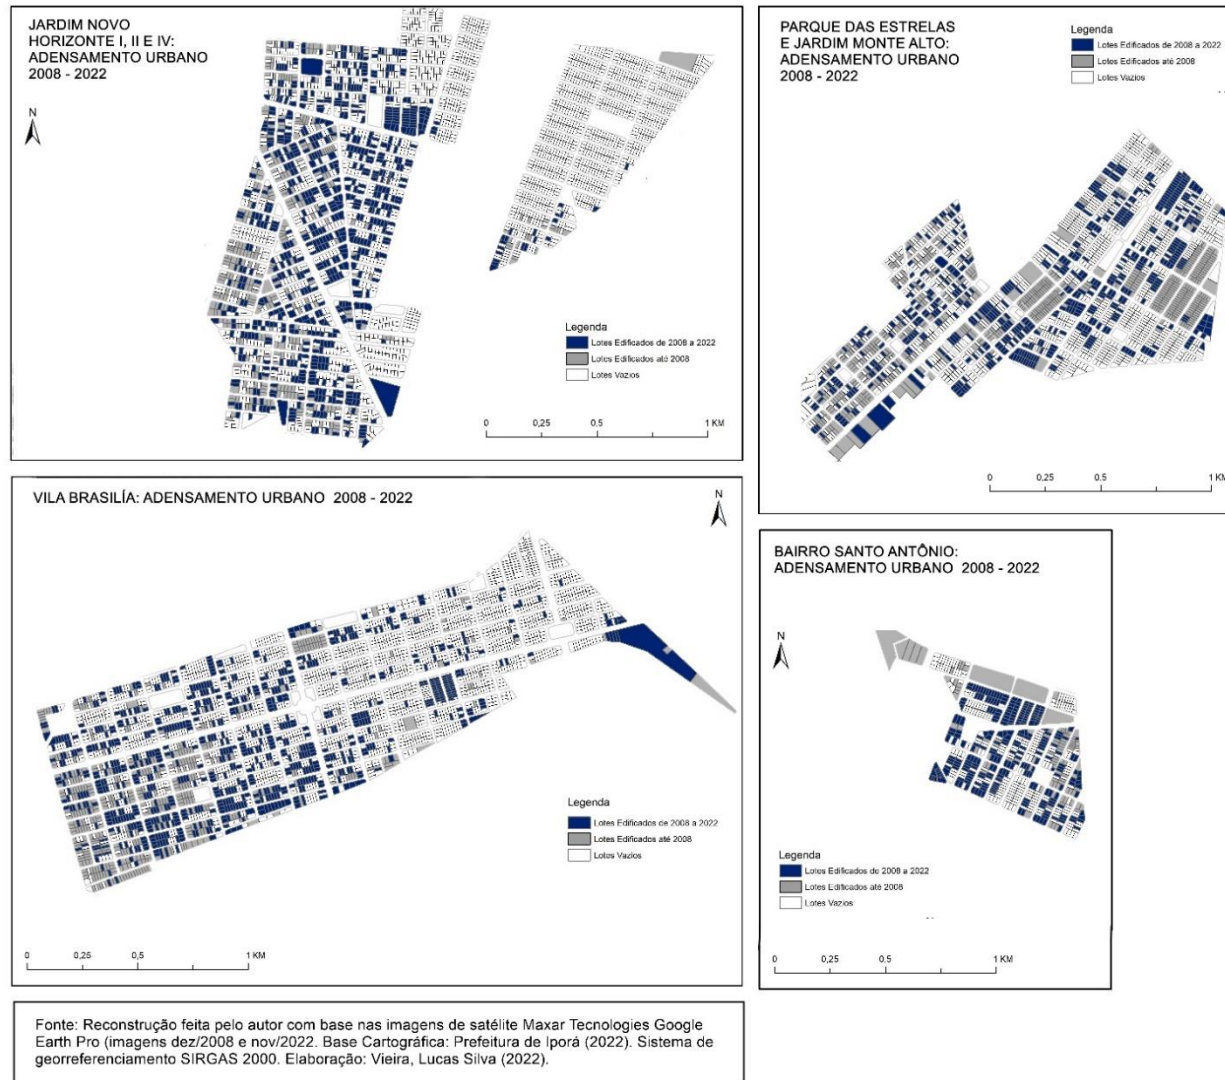 JARDIM NOVO
HORIZONTE I, II E IV:
ADENSAMENTO URBANO
2008 - 2022
N
Legenda
Lotes Edificados de 2008 a 2022
Lotes Edificados até 2008
Lotes Vazios
0 0,25 0,5 1 KM
PARQUE DAS ESTRELAS
E JARDIM MONTE ALTO:
ADENSAMENTO URBANO
2008 - 2022
Legenda
Lotes Edificados de 2008 a 2022
Lotes Edificados até 2008
Lotes Vazios
N
0 0,25 0,5 1 KM
VILA BRASILÍA: ADENSAMENTO URBANO 2008 - 2022
N
Legenda
Lotes Edificados de 2008 a 2022
Lotes Edificados até 2008
Lotes Vazios
0 0,25 0,5 1 KM
BAIRRO SANTO ANTÔNIO:
ADENSAMENTO URBANO 2008 - 2022
N
Legenda
Lotes Edificados de 2008 a 2022
Lotes Edificados até 2008
Lotes Vazios
0 0,25 0,5 1 KM
Fonte: Reconstrução feita pelo autor com base nas imagens de satélite Maxar Tecnologies Google
Earth Pro (imagens dez/2008 e nov/2022. Base Cartográfica: Prefeitura de Iporá (2022). Sistema de
georreferenciamento SIRGAS 2000. Elaboração: Vieira, Lucas Silva (2022).